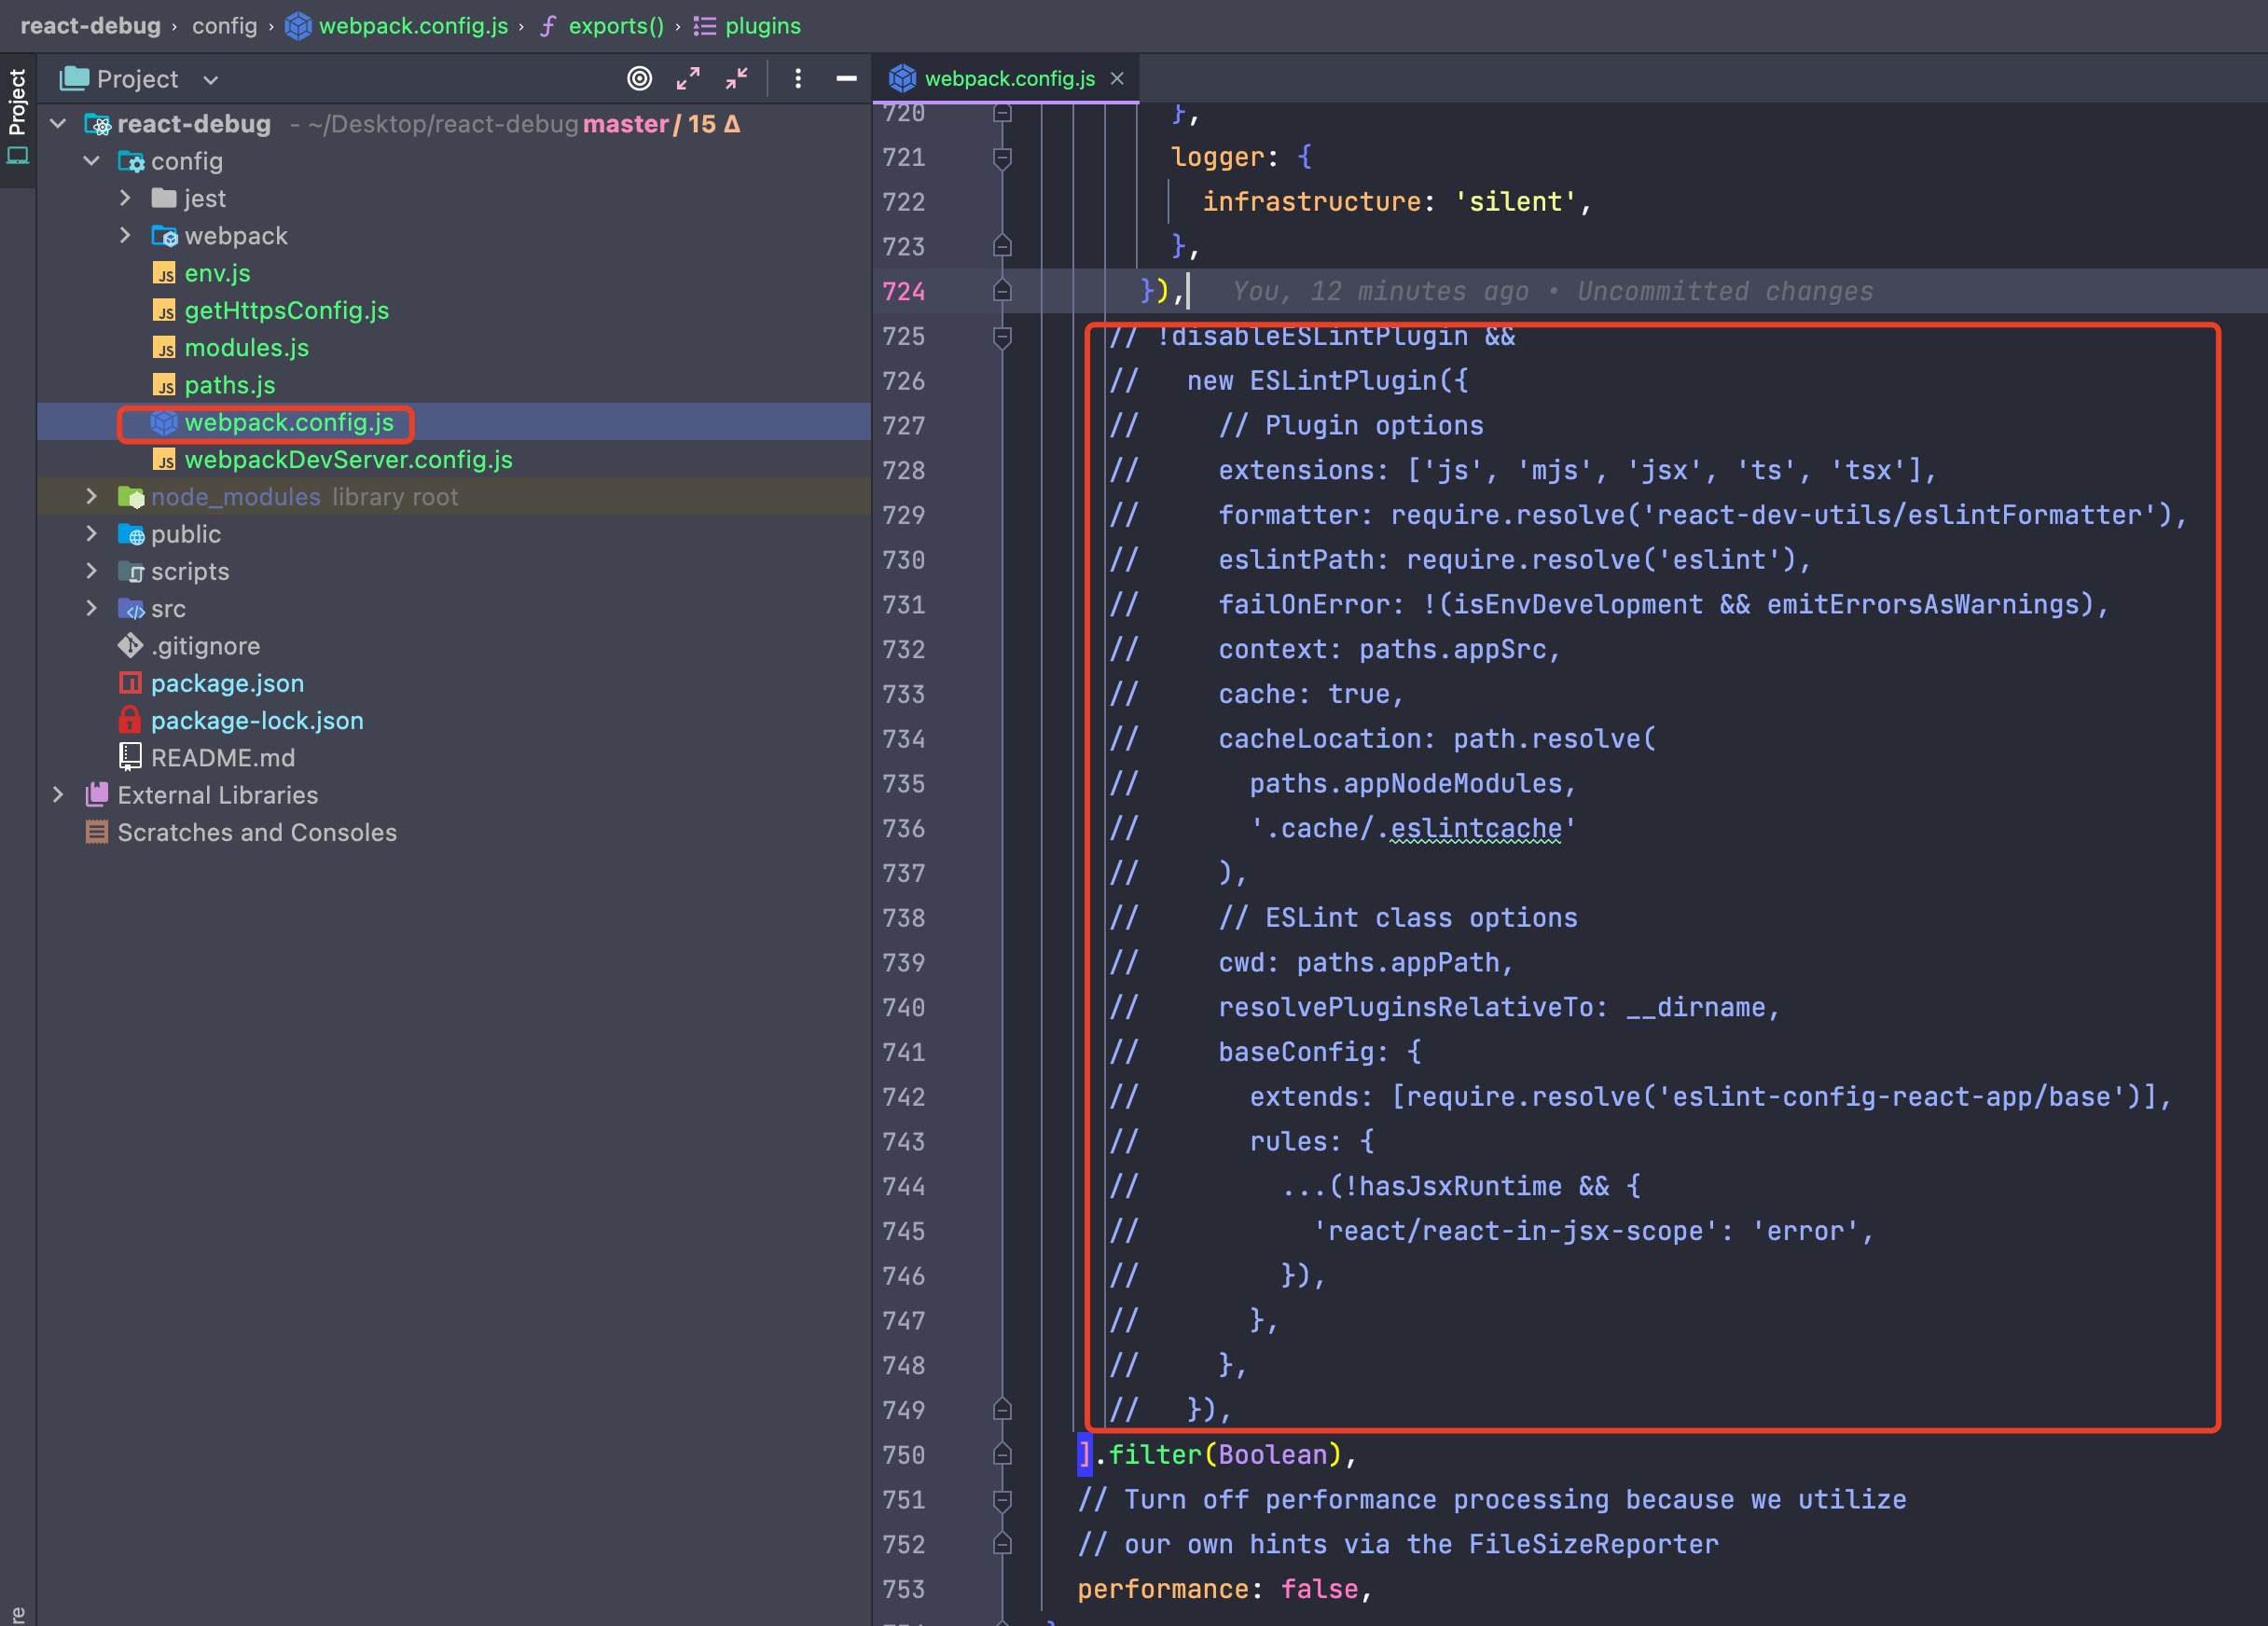 react-debug › config › webpack.config.js › exports() › plugins
Project
Project
react-debug - ~/Desktop/react-debug master / 15 Δ
config
jest
webpack
JS env.js
JS getHttpsConfig.js
JS modules.js
JS paths.js
webpack.config.js
JS webpackDevServer.config.js
node_modules library root
public
scripts
src
.gitignore
package.json
package-lock.json
README.md
External Libraries
Scratches and Consoles
re
webpack.config.js
720 },
721 logger: {
722 infrastructure: 'silent',
723 },
724 }), You, 12 minutes ago • Uncommitted changes
725 // !disableESLintPlugin &&
726 // new ESLintPlugin({
727 // // Plugin options
728 // extensions: ['js', 'mjs', 'jsx', 'ts', 'tsx'],
729 // formatter: require.resolve('react-dev-utils/eslintFormatter'),
730 // eslintPath: require.resolve('eslint'),
731 // failOnError: !(isEnvDevelopment && emitErrorsAsWarnings),
732 // context: paths.appSrc,
733 // cache: true,
734 // cacheLocation: path.resolve(
735 // paths.appNodeModules,
736 // '.cache/.eslintcache'
737 // ),
738 // // ESLint class options
739 // cwd: paths.appPath,
740 // resolvePluginsRelativeTo: __dirname,
741 // baseConfig: {
742 // extends: [require.resolve('eslint-config-react-app/base')],
743 // rules: {
744 // ...(!hasJsxRuntime && {
745 // 'react/react-in-jsx-scope': 'error',
746 // }),
747 // },
748 // },
749 // }),
750 ].filter(Boolean),
751 // Turn off performance processing because we utilize
752 // our own hints via the FileSizeReporter
753 performance: false,